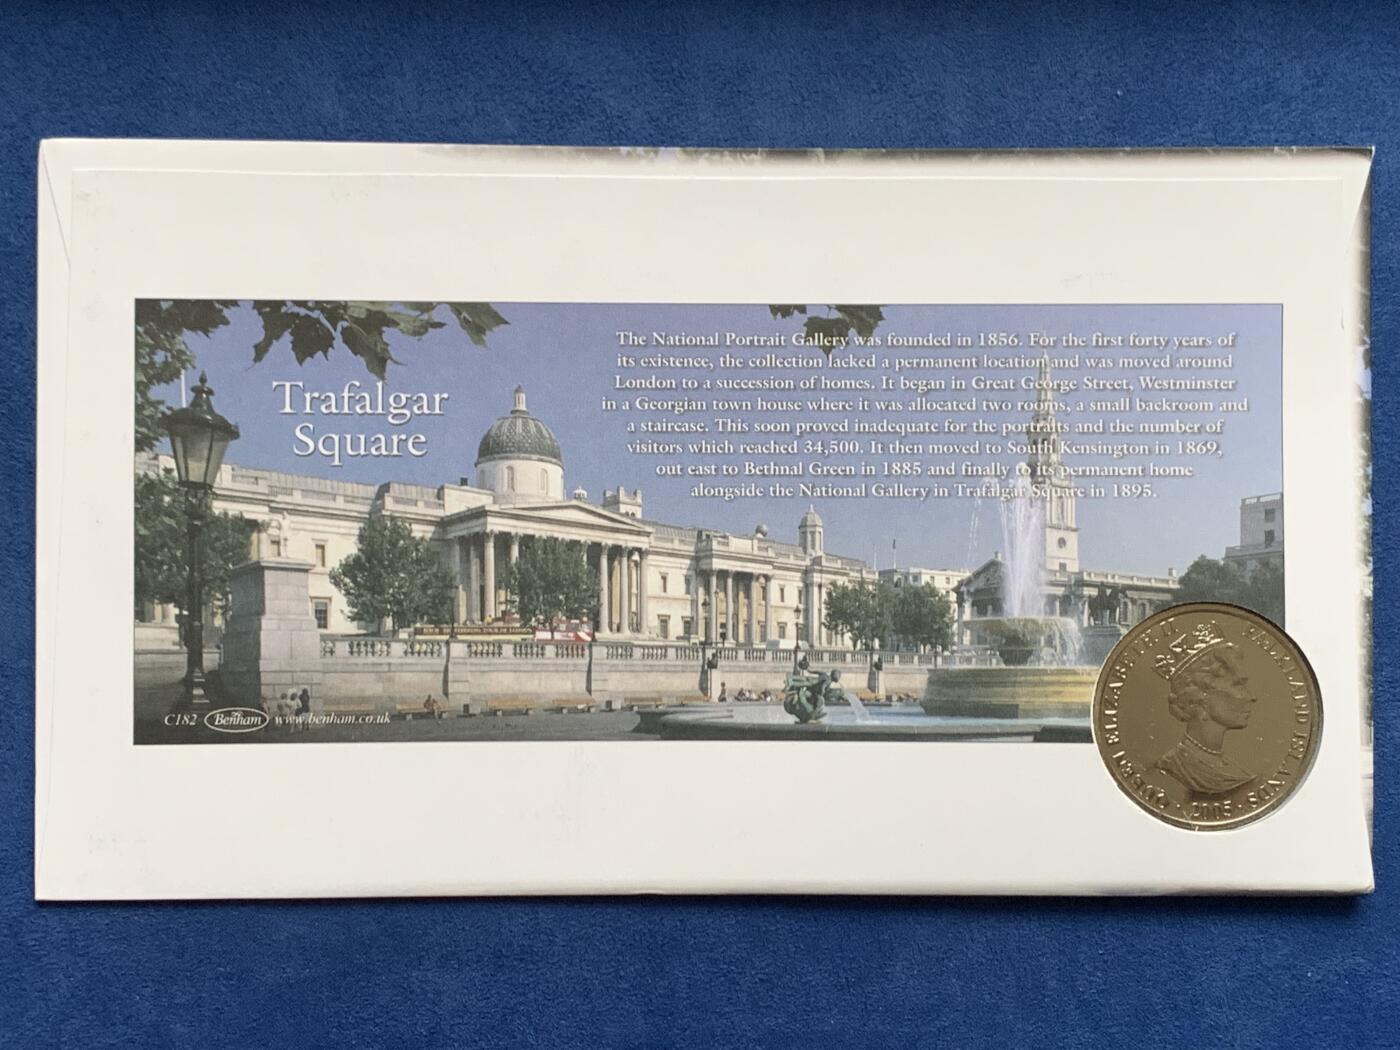 Trafalgar
Square
The National Portrait Gallery was founded in 1856. For the first forty years of
its existence, the collection lacked a permanent location and was moved around
London to a succession of homes. It began in Great George Street, Westminster
in a Georgian town house where it was allocated two rooms, a small backroom and
a staircase. This soon proved inadequate for the portraits and the number of
visitors which reached 34,500. It then moved to South Kensington in 1869,
out east to Bethnal Green in 1885 and finally to its permanent home
alongside the National Gallery in Trafalgar Square in 1895.
C182 Benham www.benham.co.uk
QUEEN ELIZABETH II FALKLAND ISLANDS
· 2005 ·